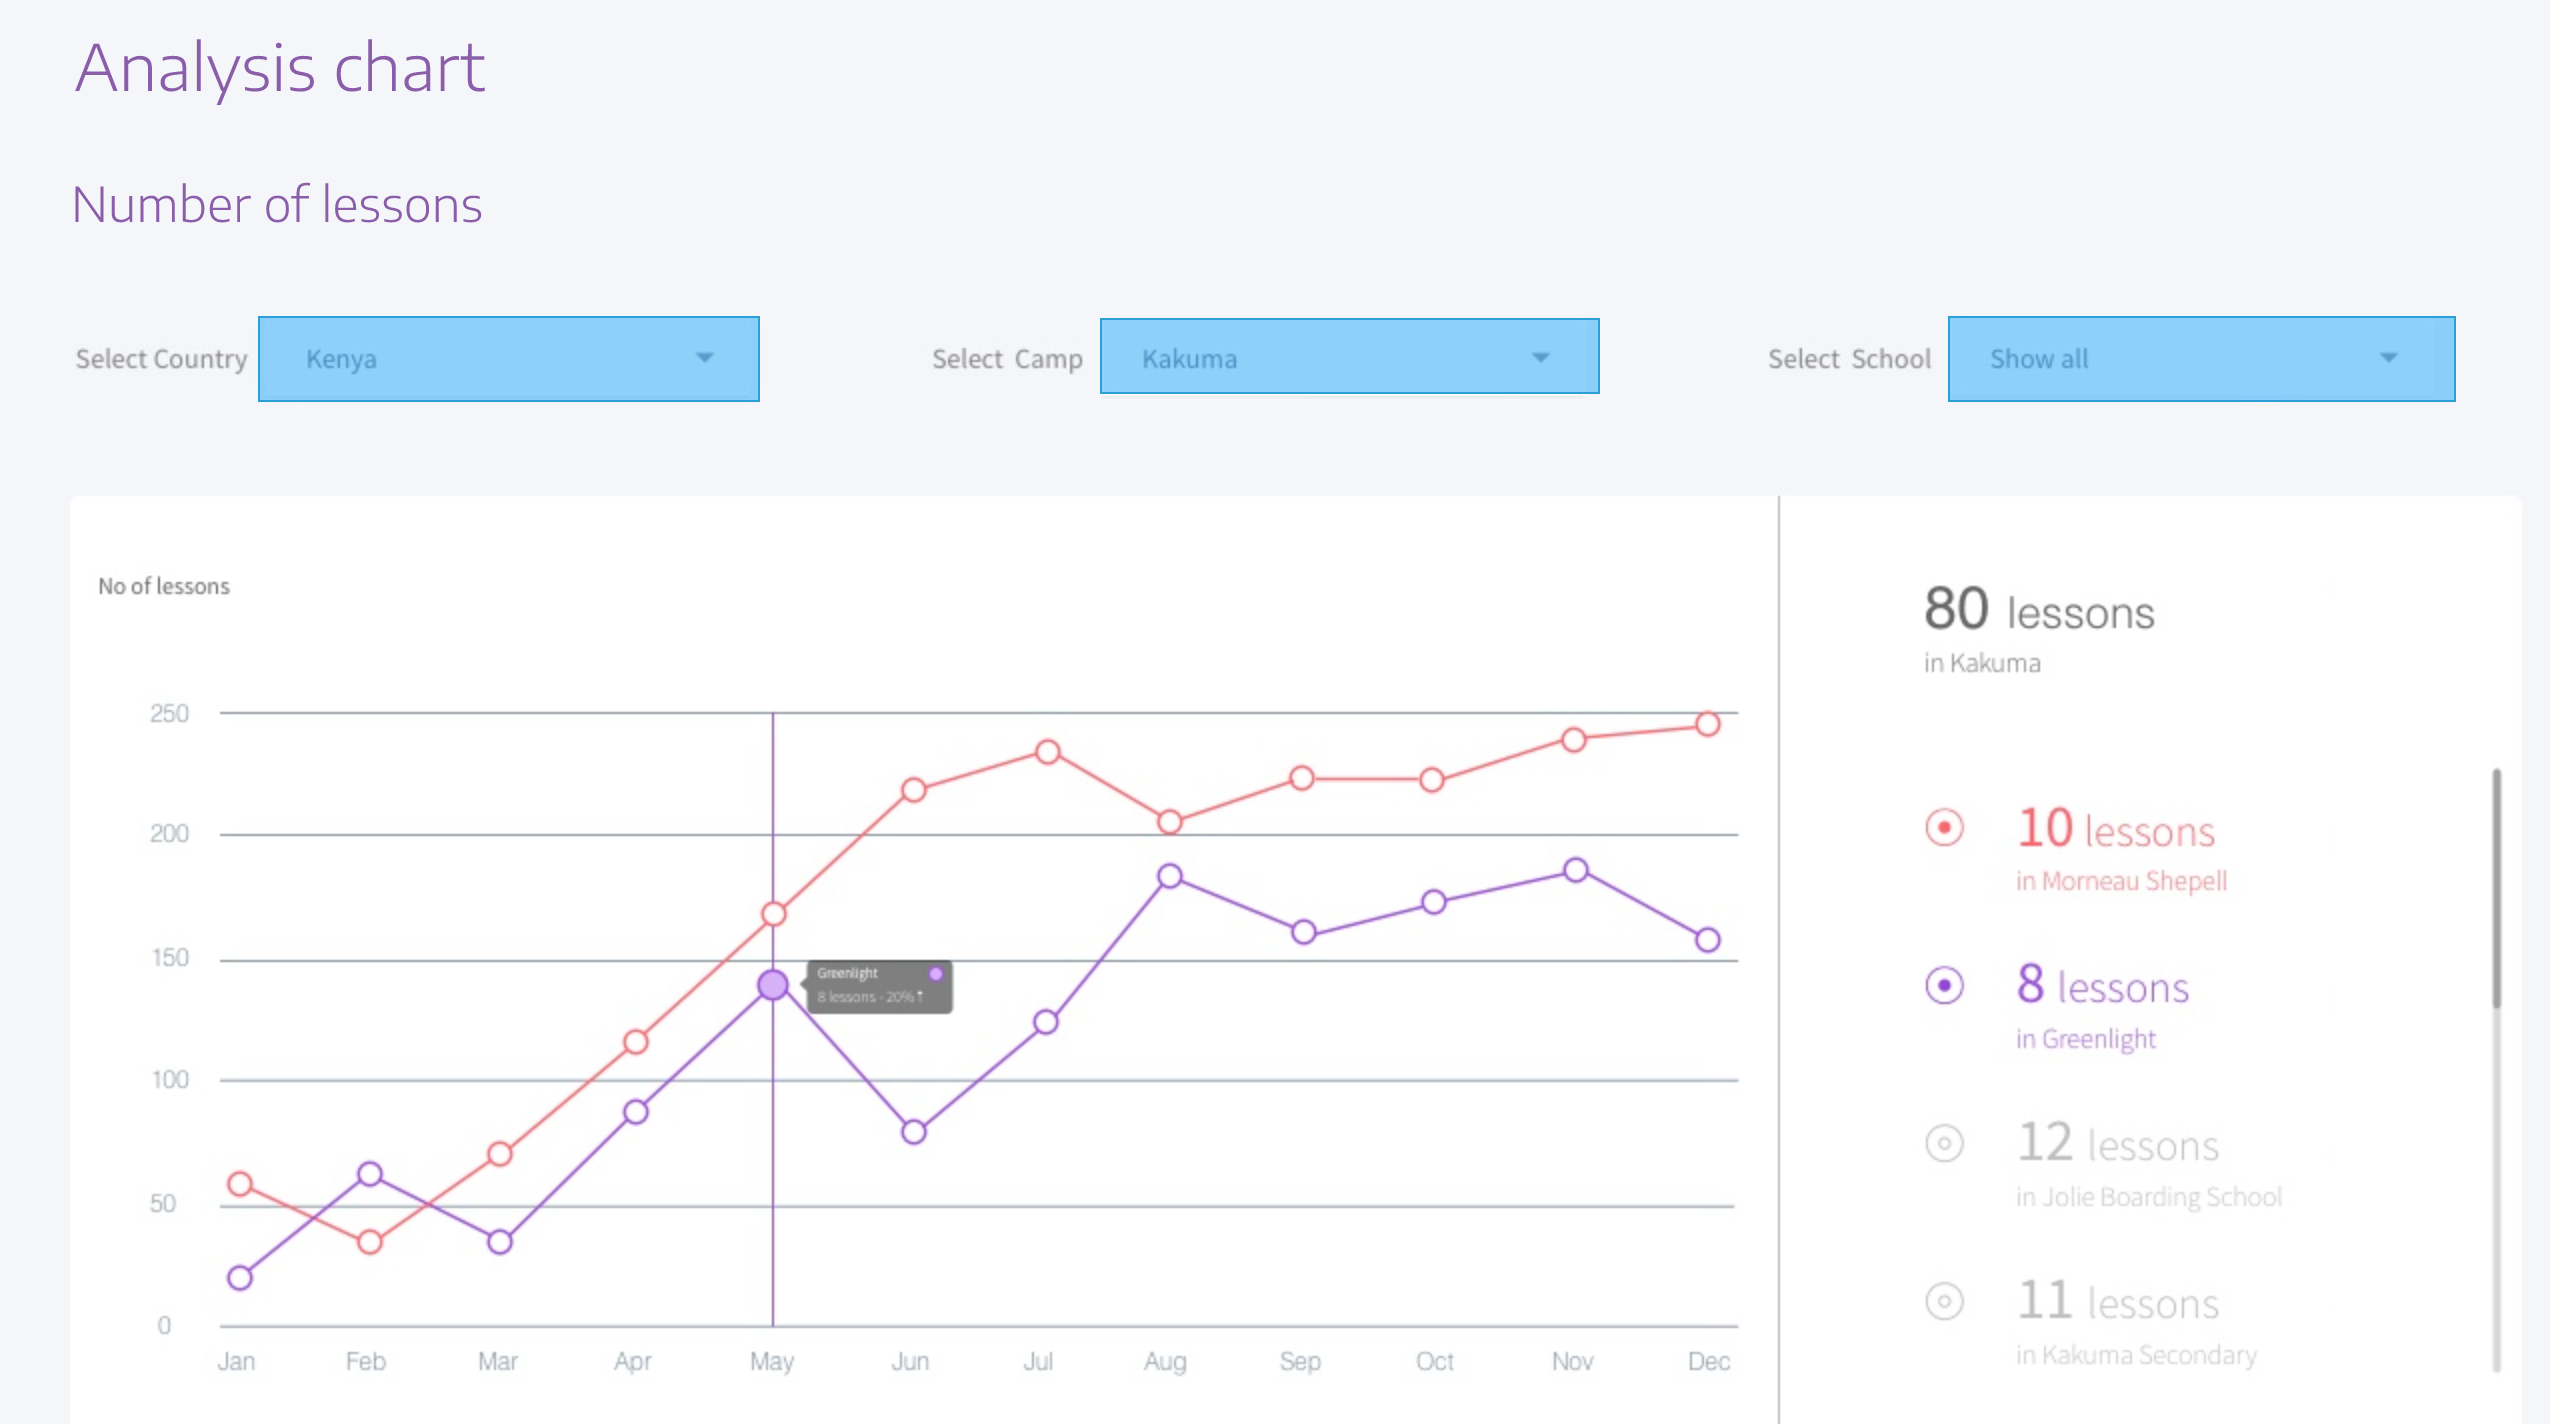 Analysis chart
Number of lessons
Select Country Kenya
Select Camp Kakuma
Select School Show all
No of lessons
80 lessons
in Kakuma
250
200
150
100
50
0
Greenlight
8 lessons - 20% ↑
Jan Feb Mar Apr May Jun Jul Aug Sep Oct Nov Dec
10 lessons
in Morneau Shepell
8 lessons
in Greenlight
12 lessons
in Jolie Boarding School
11 lessons
in Kakuma Secondary